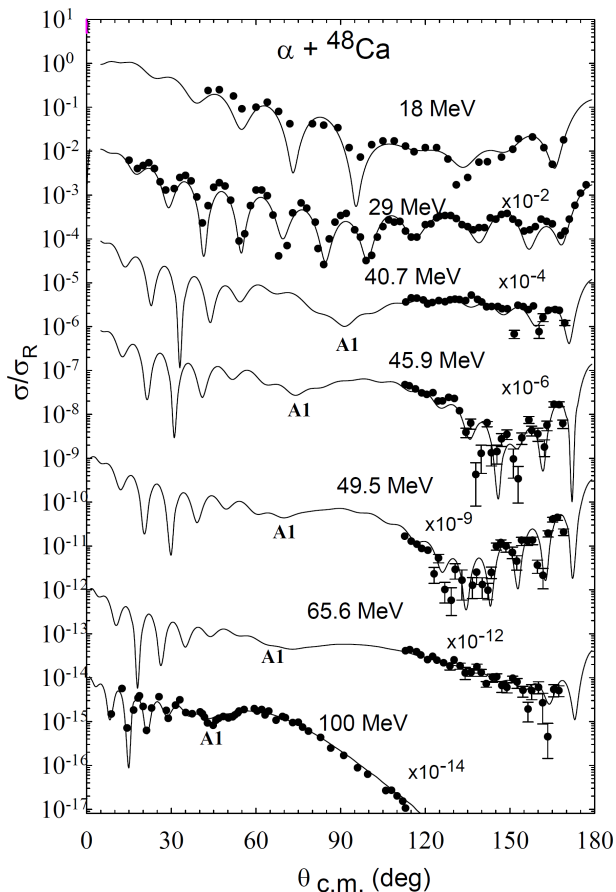 α + ⁴⁸Ca
10⁰
18 MeV
10⁻¹
10⁻²
x10⁻²
29 MeV
10⁻³
10⁻⁴
40.7 MeV
x10⁻⁴
10⁻⁵
10⁻⁶
A1
45.9 MeV
10⁻⁷
x10⁻⁶
A1
10⁻⁸
σ/σR
10⁻⁹
49.5 MeV
10⁻¹⁰
x10⁻⁹
A1
10⁻¹¹
10⁻¹²
65.6 MeV
10⁻¹³
x10⁻¹²
A1
10⁻¹⁴
100 MeV
10⁻¹⁵
A1
x10⁻¹⁴
10⁻¹⁶
10⁻¹⁷
0 30 60 90 120 150 180
θ c.m. (deg)